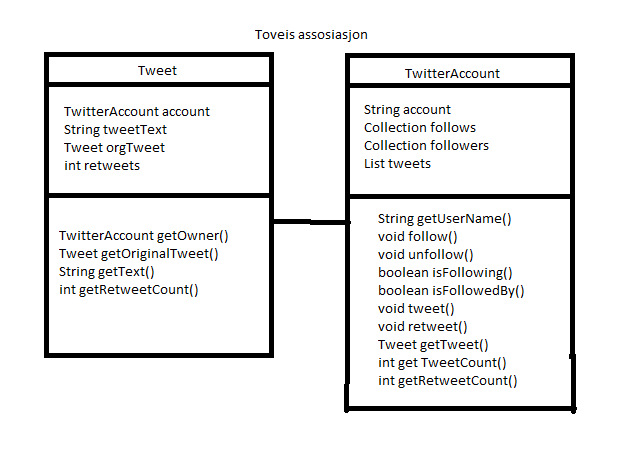 Toveis assosiasjon
Tweet
TwitterAccount account
String tweetText
Tweet orgTweet
int retweets
TwitterAccount getOwner()
Tweet getOriginalTweet()
String getText()
int getRetweetCount()
TwitterAccount
String account
Collection follows
Collection followers
List tweets
String getUserName()
void follow()
void unfollow()
boolean isFollowing()
boolean isFollowedBy()
void tweet()
void retweet()
Tweet getTweet()
int get TweetCount()
int getRetweetCount()